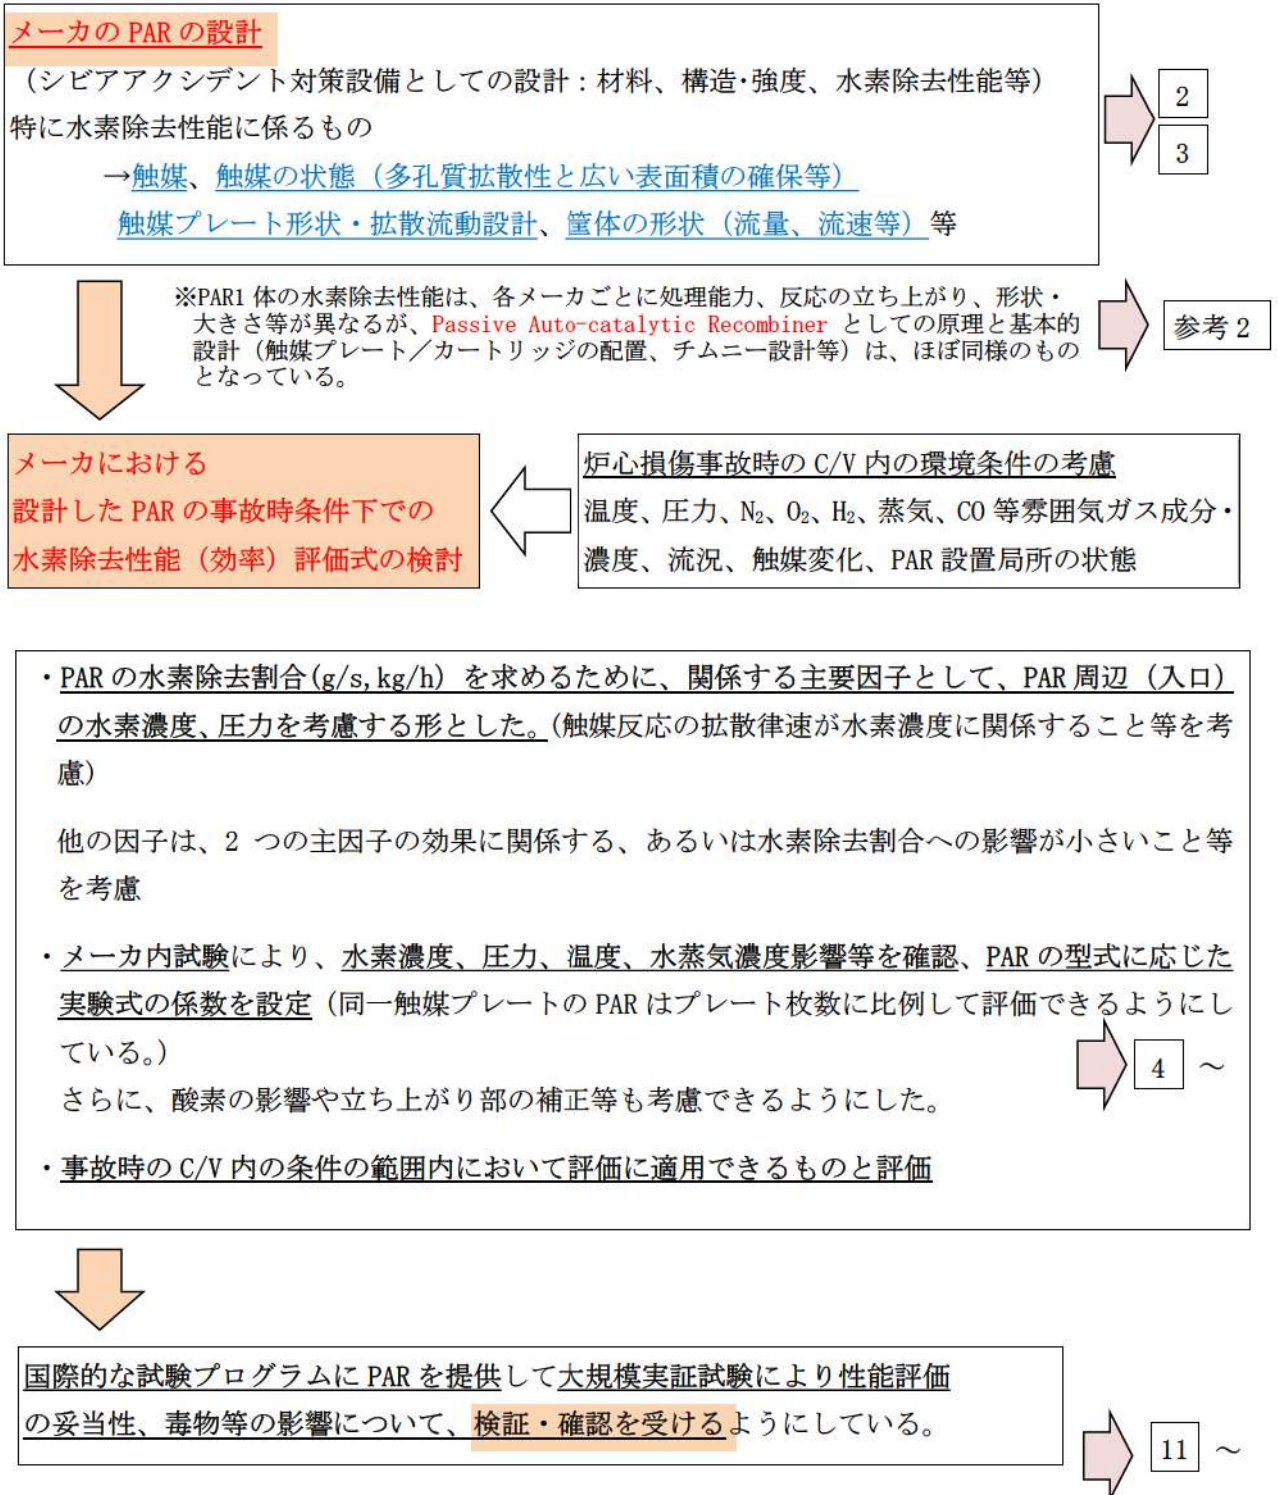 メーカの PAR の設計
（シビアアクシデント対策設備としての設計：材料、構造･強度、水素除去性能等）
特に水素除去性能に係るもの
→触媒、触媒の状態（多孔質拡散性と広い表面積の確保等）
触媒プレート形状・拡散流動設計、筐体の形状（流量、流速等）等
2
3
※PAR1 体の水素除去性能は、各メーカごとに処理能力、反応の立ち上がり、形状・
大きさ等が異なるが、Passive Auto-catalytic Recombiner としての原理と基本的
設計（触媒プレート／カートリッジの配置、チムニー設計等）は、ほぼ同様のもの
となっている。
参考 2
メーカにおける
設計した PAR の事故時条件下での
水素除去性能（効率）評価式の検討
炉心損傷事故時の C/V 内の環境条件の考慮
温度、圧力、N₂、O₂、H₂、蒸気、CO 等雰囲気ガス成分・
濃度、流況、触媒変化、PAR 設置局所の状態
・PAR の水素除去割合(g/s,kg/h) を求めるために、関係する主要因子として、PAR 周辺（入口）
の水素濃度、圧力を考慮する形とした。(触媒反応の拡散律速が水素濃度に関係すること等を考
慮)
他の因子は、2 つの主因子の効果に関係する、あるいは水素除去割合への影響が小さいこと等
を考慮
・メーカ内試験により、水素濃度、圧力、温度、水蒸気濃度影響等を確認、PAR の型式に応じた
実験式の係数を設定（同一触媒プレートの PAR はプレート枚数に比例して評価できるようにし
ている。）
さらに、酸素の影響や立ち上がり部の補正等も考慮できるようにした。
4 ～
・事故時の C/V 内の条件の範囲内において評価に適用できるものと評価
国際的な試験プログラムに PAR を提供して大規模実証試験により性能評価
の妥当性、毒物等の影響について、検証・確認を受けるようにしている。
11 ～